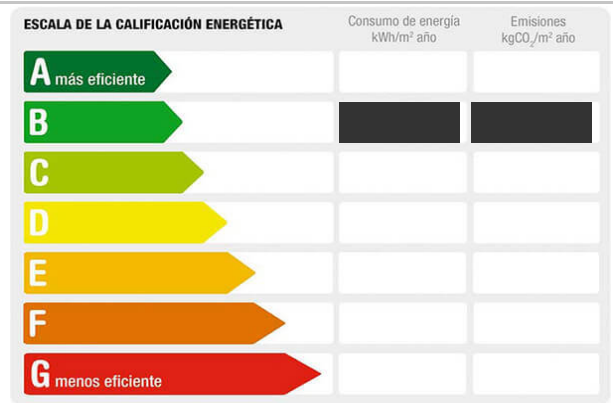 ESCALA DE LA CALIFICACIÓN ENERGÉTICA
Consumo de energía
kWh/m² año
Emisiones
kgCO₂/m² año
A más eficiente
B
C
D
E
F
G menos eficiente